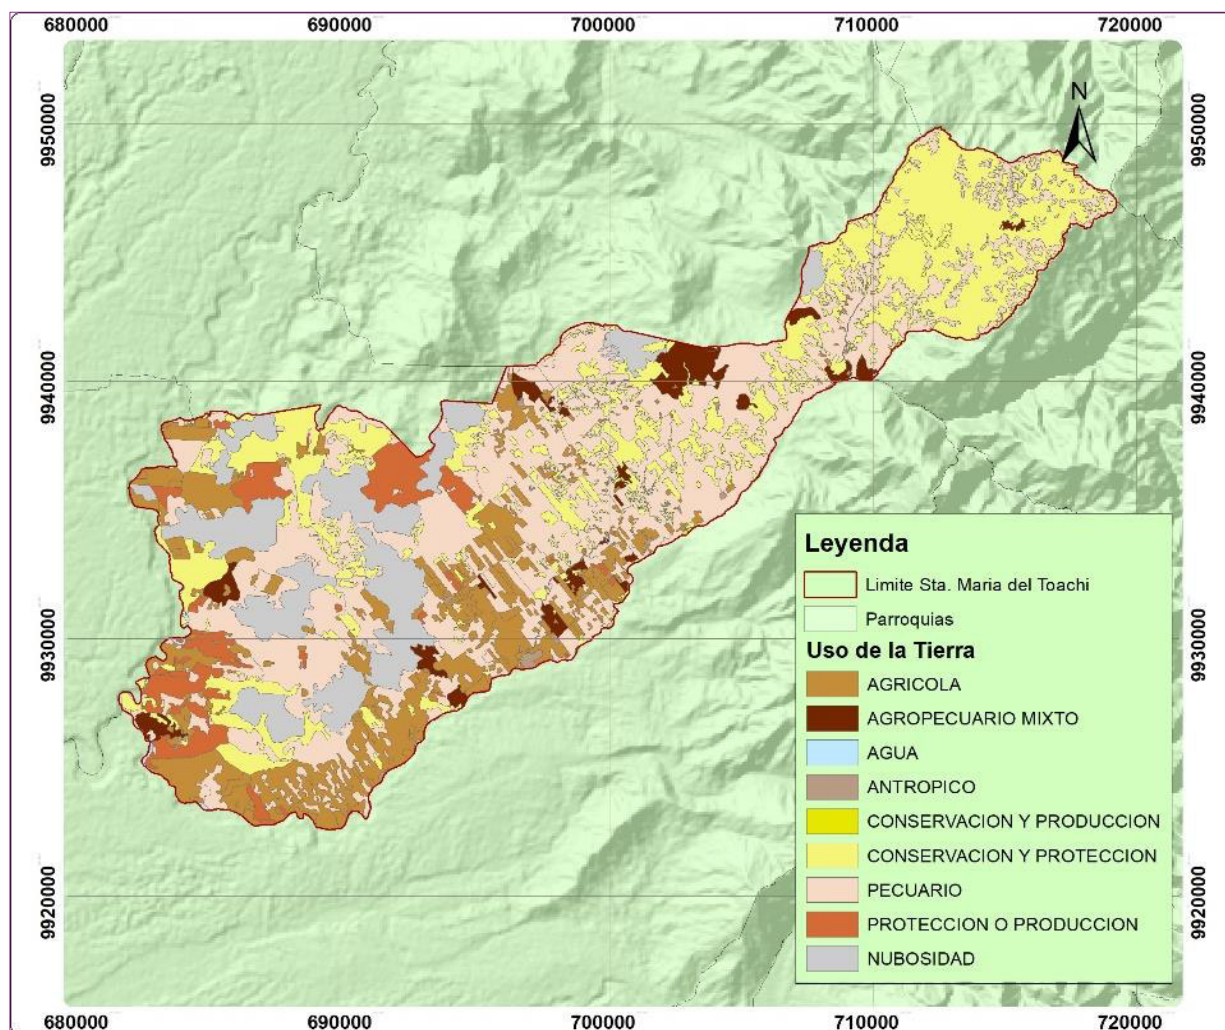 680000 690000 700000 710000 720000
N
9950000 9950000
9940000 9940000
Leyenda
Limite Sta. Maria del Toachi
Parroquias
9930000 9930000
Uso de la Tierra
AGRICOLA
AGROPECUARIO MIXTO
AGUA
ANTROPICO
CONSERVACION Y PRODUCCION
CONSERVACION Y PROTECCION
PECUARIO
9920000 9920000
PROTECCION O PRODUCCION
NUBOSIDAD
680000 690000 700000 710000 720000